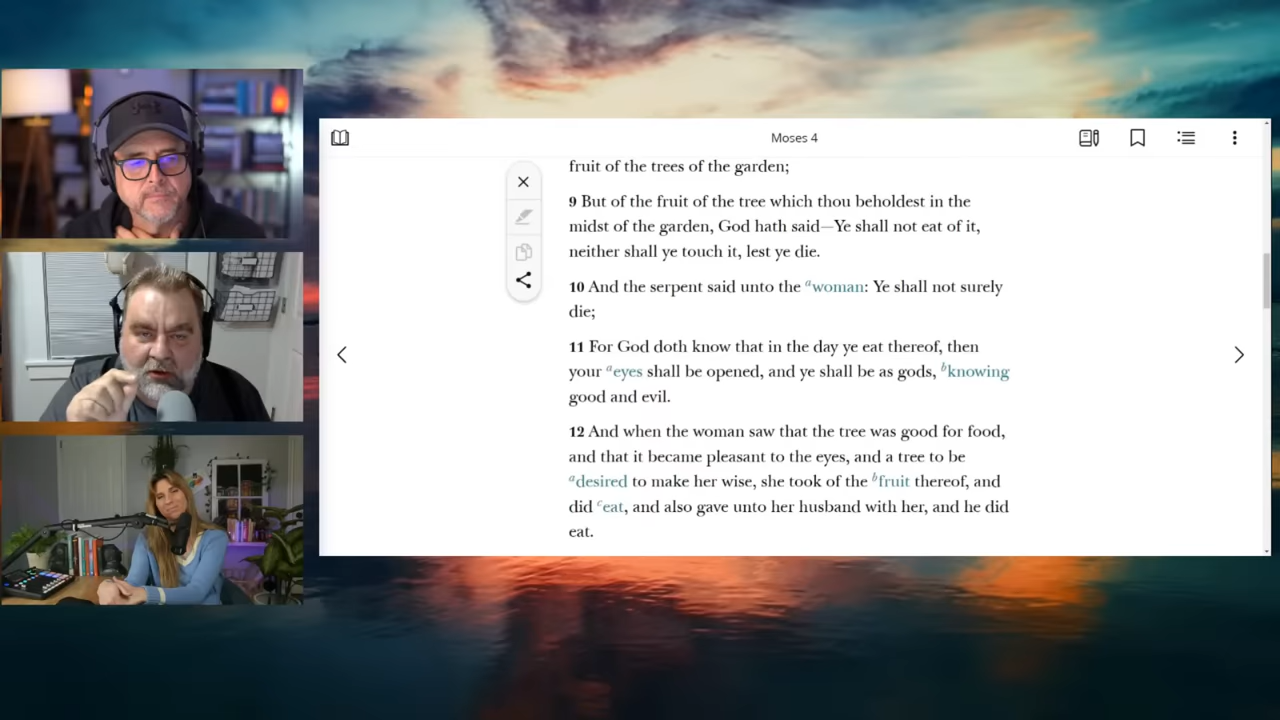 Moses 4
fruit of the trees of the garden;
9 But of the fruit of the tree which thou beholdest in the
midst of the garden, God hath said—Ye shall not eat of it,
neither shall ye touch it, lest ye die.
10 And the serpent said unto the a woman: Ye shall not surely
die;
11 For God doth know that in the day ye eat thereof, then
your a eyes shall be opened, and ye shall be as gods, b knowing
good and evil.
12 And when the woman saw that the tree was good for food,
and that it became pleasant to the eyes, and a tree to be
a desired to make her wise, she took of the b fruit thereof, and
did c eat, and also gave unto her husband with her, and he did
eat.